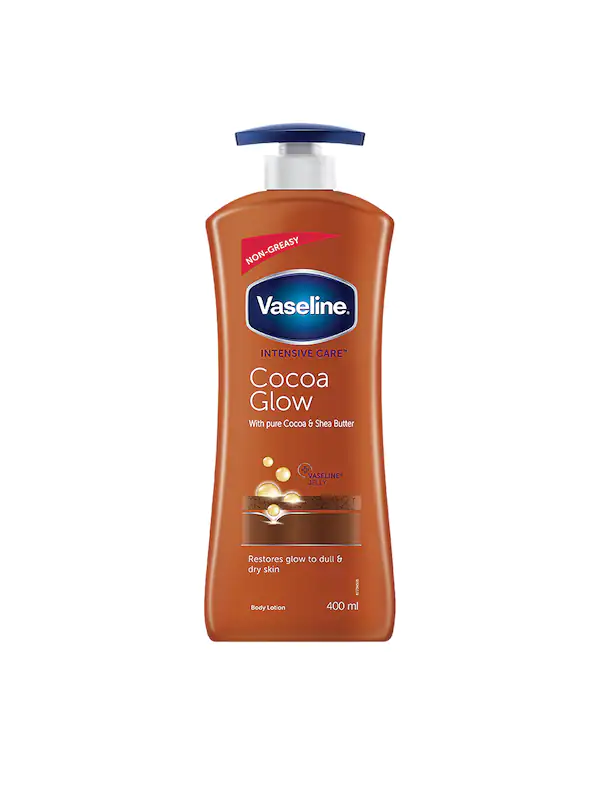 NON-GREASY
Vaseline®
INTENSIVE CARE™
Cocoa
Glow
With pure Cocoa & Shea Butter
VASELINE®
JELLY
Restores glow to dull &
dry skin
Body Lotion
400 ml